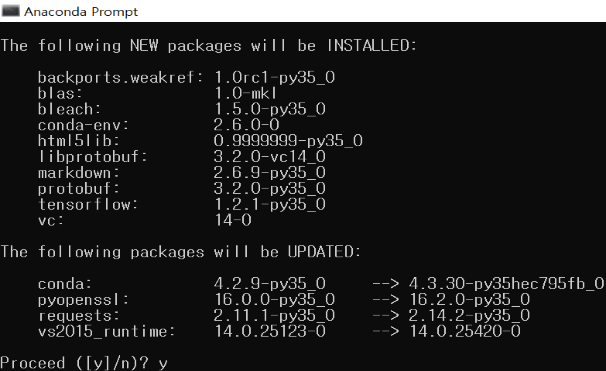 Anaconda Prompt
The following NEW packages will be INSTALLED:
backports.weakref: 1.0rc1-py35_0
blas: 1.0-mkl
bleach: 1.5.0-py35_0
conda-env: 2.6.0-0
html5lib: 0.9999999-py35_0
libprotobuf: 3.2.0-vc14_0
markdown: 2.6.9-py35_0
protobuf: 3.2.0-py35_0
tensorflow: 1.2.1-py35_0
vc: 14-0
The following packages will be UPDATED:
conda: 4.2.9-py35_0 --> 4.3.30-py35hec795fb_0
pyopenssl: 16.0.0-py35_0 --> 16.2.0-py35_0
requests: 2.11.1-py35_0 --> 2.14.2-py35_0
vs2015_runtime: 14.0.25123-0 --> 14.0.25420-0
Proceed ([y]/n)? y